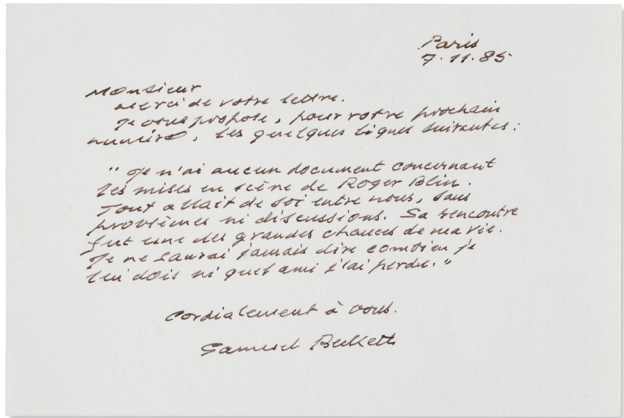 Paris
7.11.85
Monsieur
Merci de votre lettre.
Je vous propose, pour votre prochain
numéro, les quelques lignes suivantes :
" Je n'ai aucun document concernant
les mises en scène de Roger Blin.
Tout allait de soi entre nous, sans
problèmes ni discussions. Sa rencontre
fut une des grandes chances de ma vie.
Je ne saurai jamais dire combien je
lui dois ni quel ami j'ai perdu. "
Cordialement à vous.
Samuel Beckett